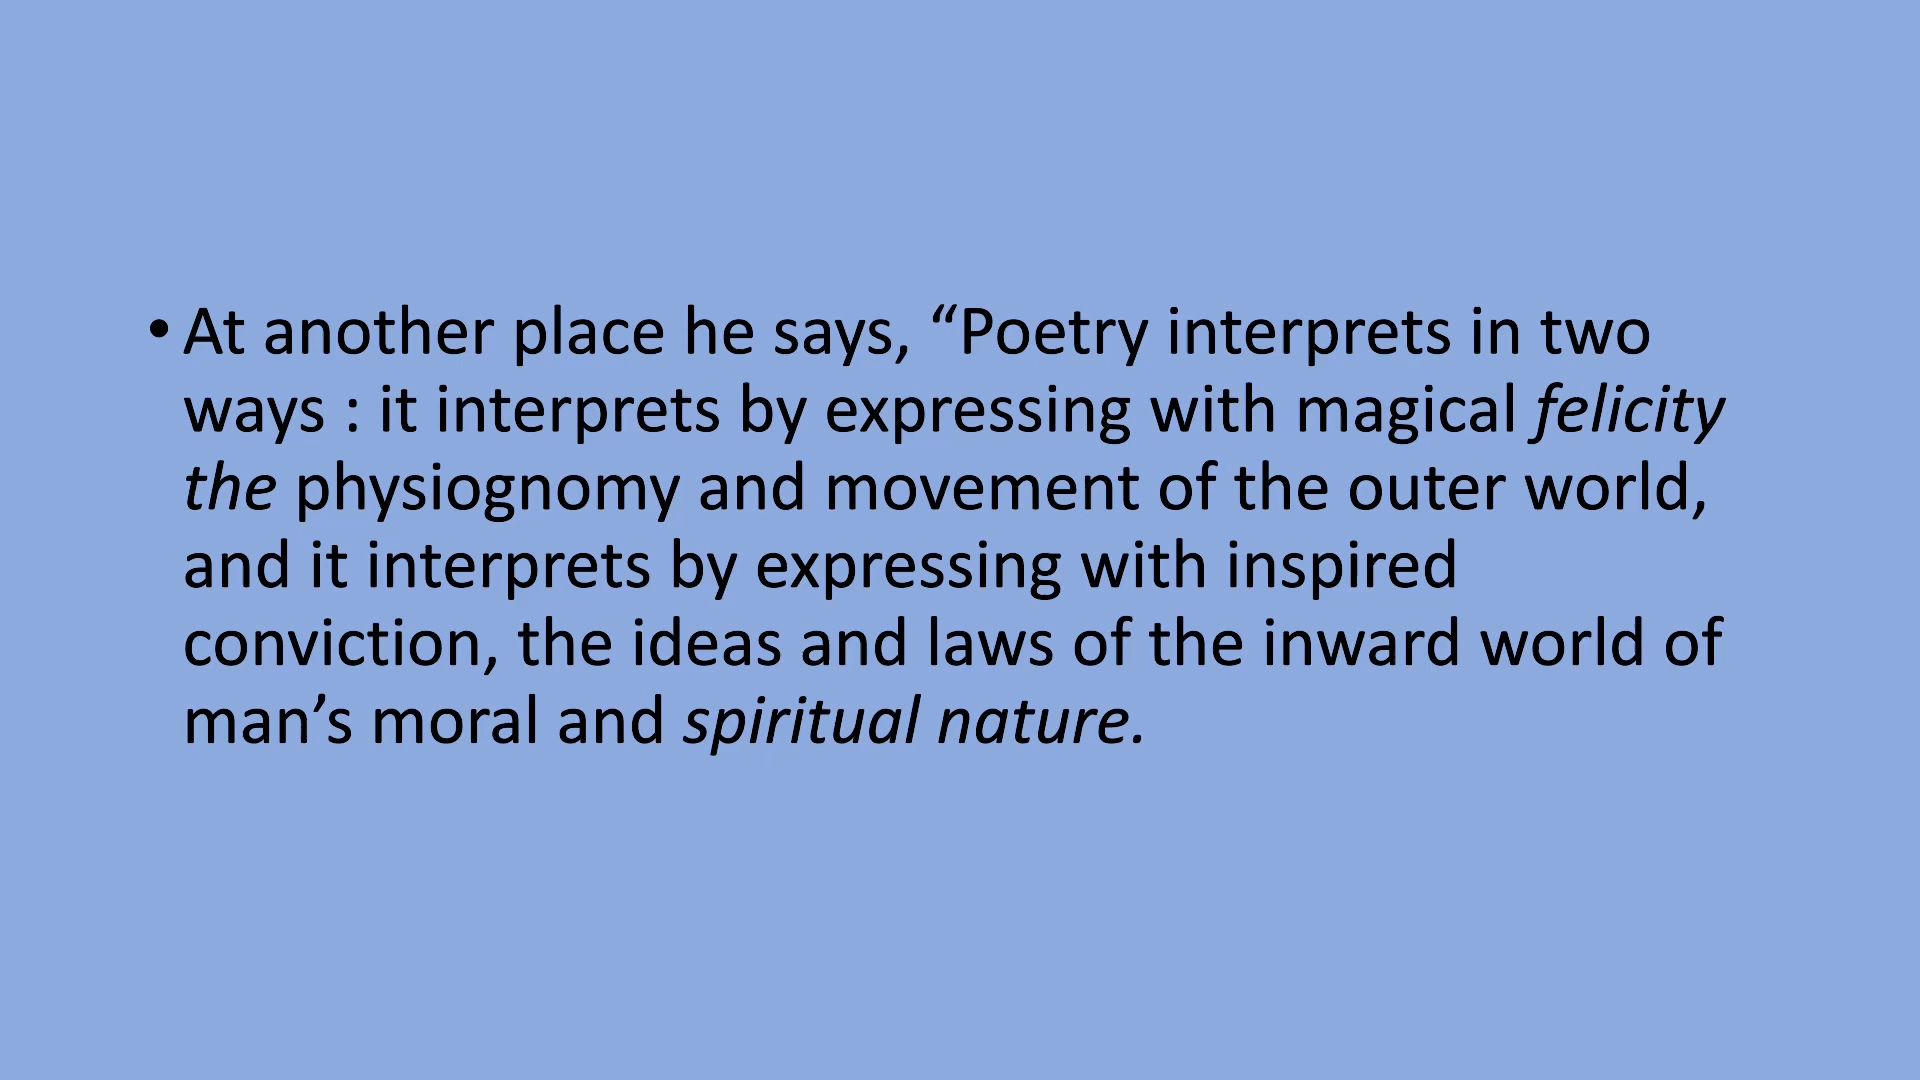 • At another place he says, “Poetry interprets in two
ways : it interprets by expressing with magical felicity
the physiognomy and movement of the outer world,
and it interprets by expressing with inspired
conviction, the ideas and laws of the inward world of
man’s moral and spiritual nature.